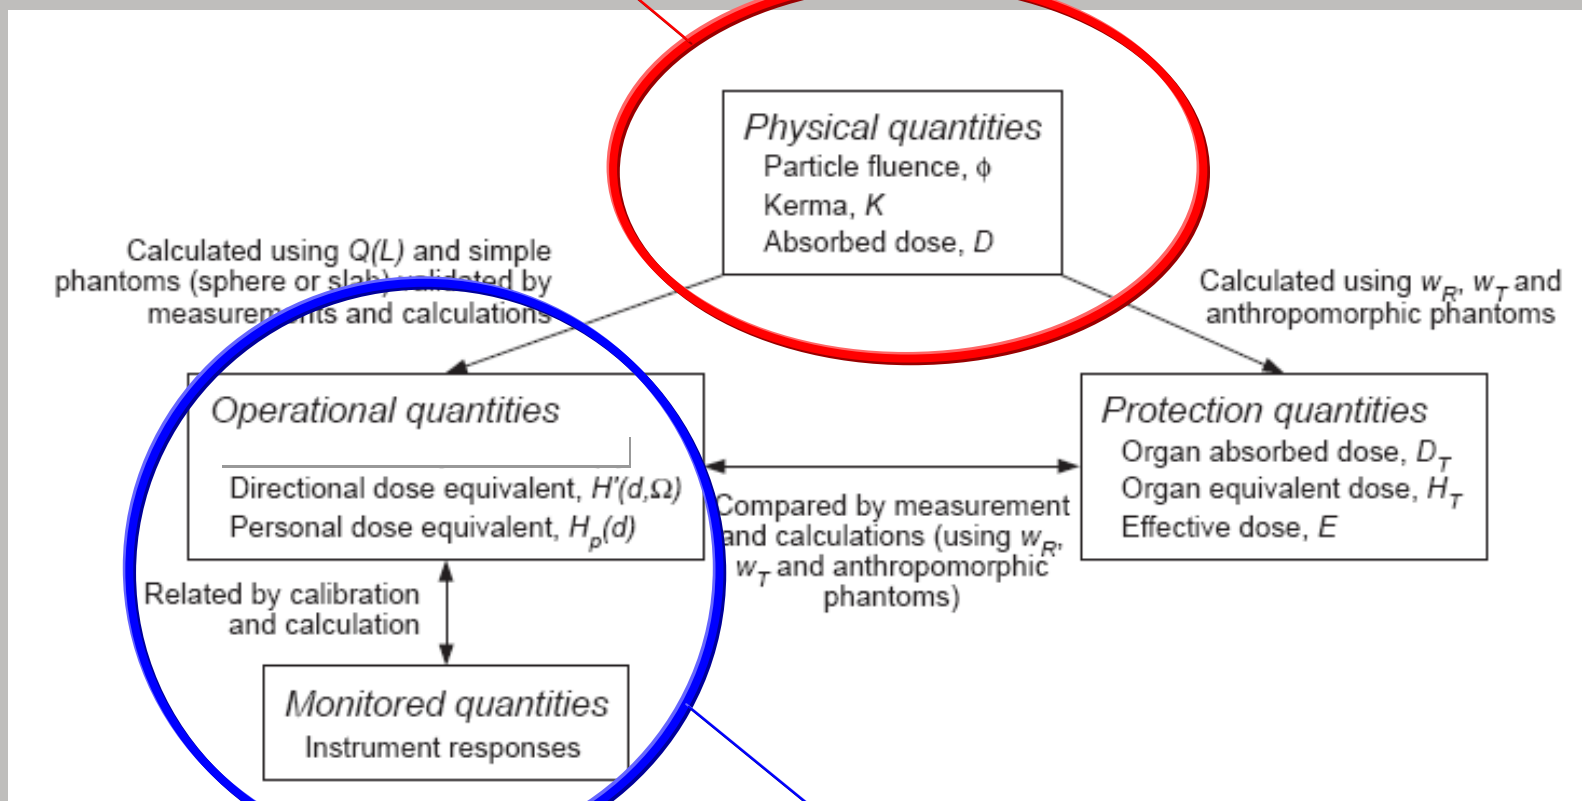 Physical quantities
Particle fluence, ϕ
Kerma, K
Absorbed dose, D
Calculated using Q(L) and simple
phantoms (sphere or slab) validated by
measurements and calculations
Calculated using wR, wT and
anthropomorphic phantoms
Operational quantities
Directional dose equivalent, H'(d,Ω)
Personal dose equivalent, Hp(d)
Compared by measurement
and calculations (using wR,
wT and anthropomorphic
phantoms)
Protection quantities
Organ absorbed dose, DT
Organ equivalent dose, HT
Effective dose, E
Related by calibration
and calculation
Monitored quantities
Instrument responses